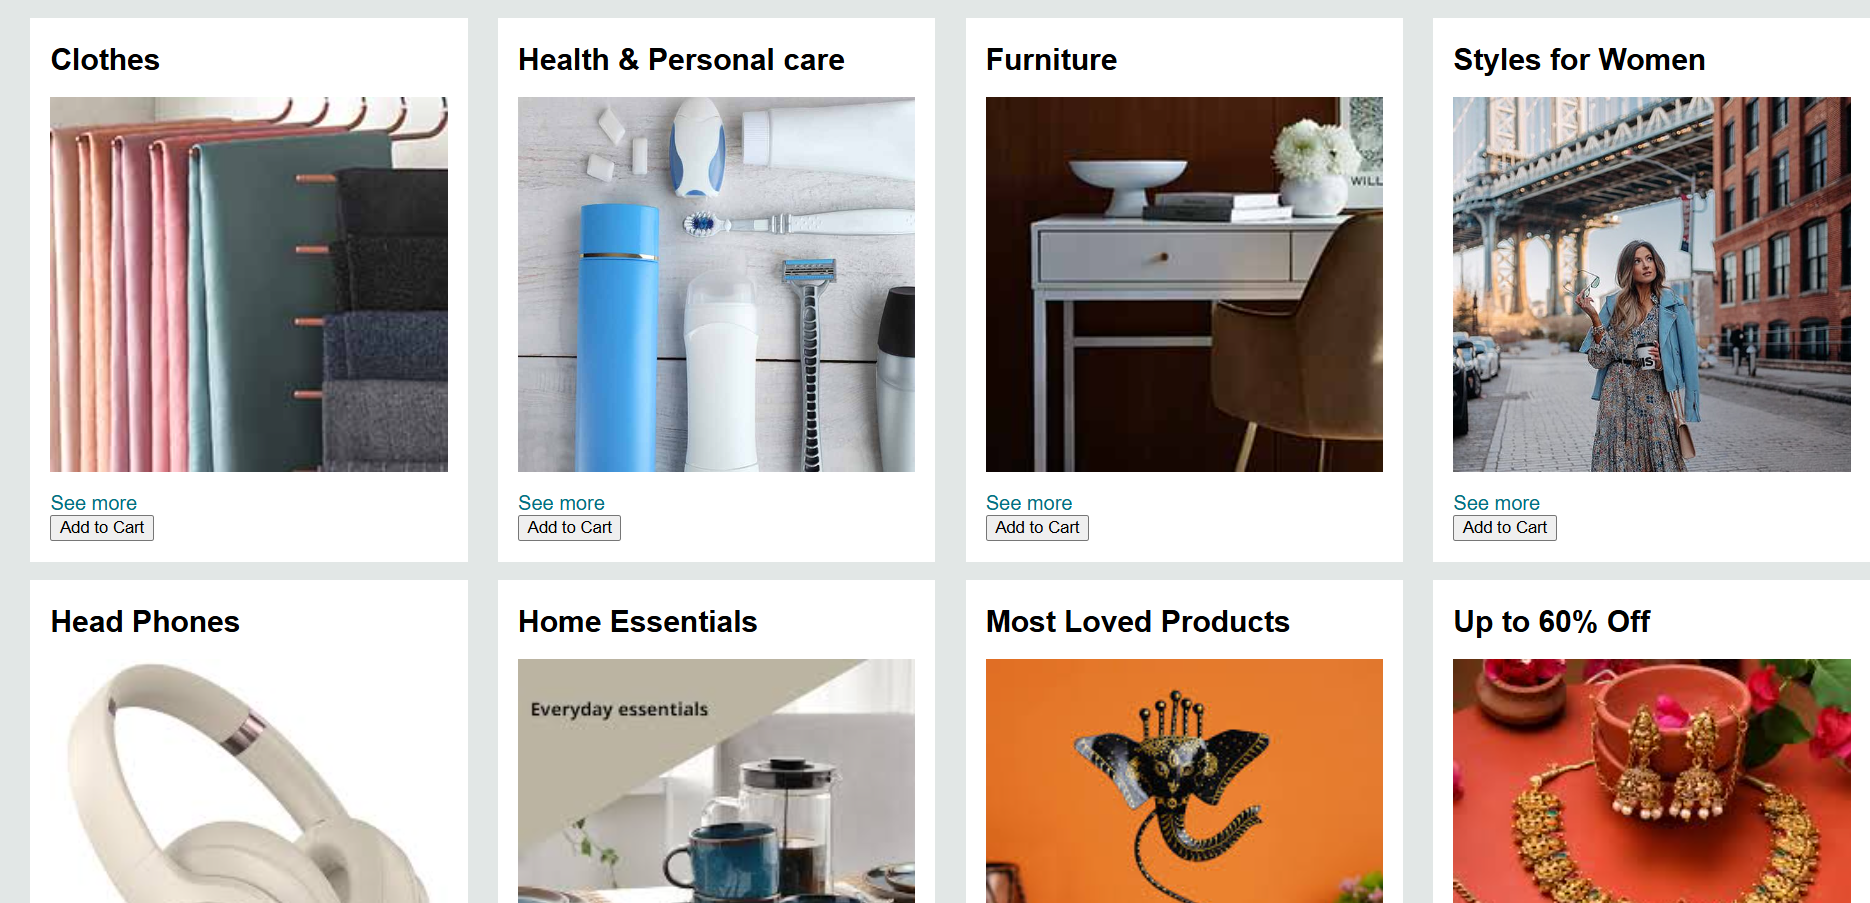 Clothes
Health & Personal care
Furniture
Styles for Women
WILL
See more
Add to Cart
See more
Add to Cart
See more
Add to Cart
See more
Add to Cart
Head Phones
Home Essentials
Most Loved Products
Up to 60% Off
Everyday essentials